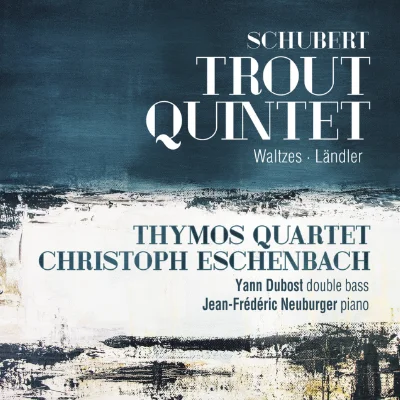 SCHUBERT
TROUT
QUINTET
Waltzes · Ländler
THYMOS QUARTET
CHRISTOPH ESCHENBACH
Yann Dubost double bass
Jean-Frédéric Neuburger piano